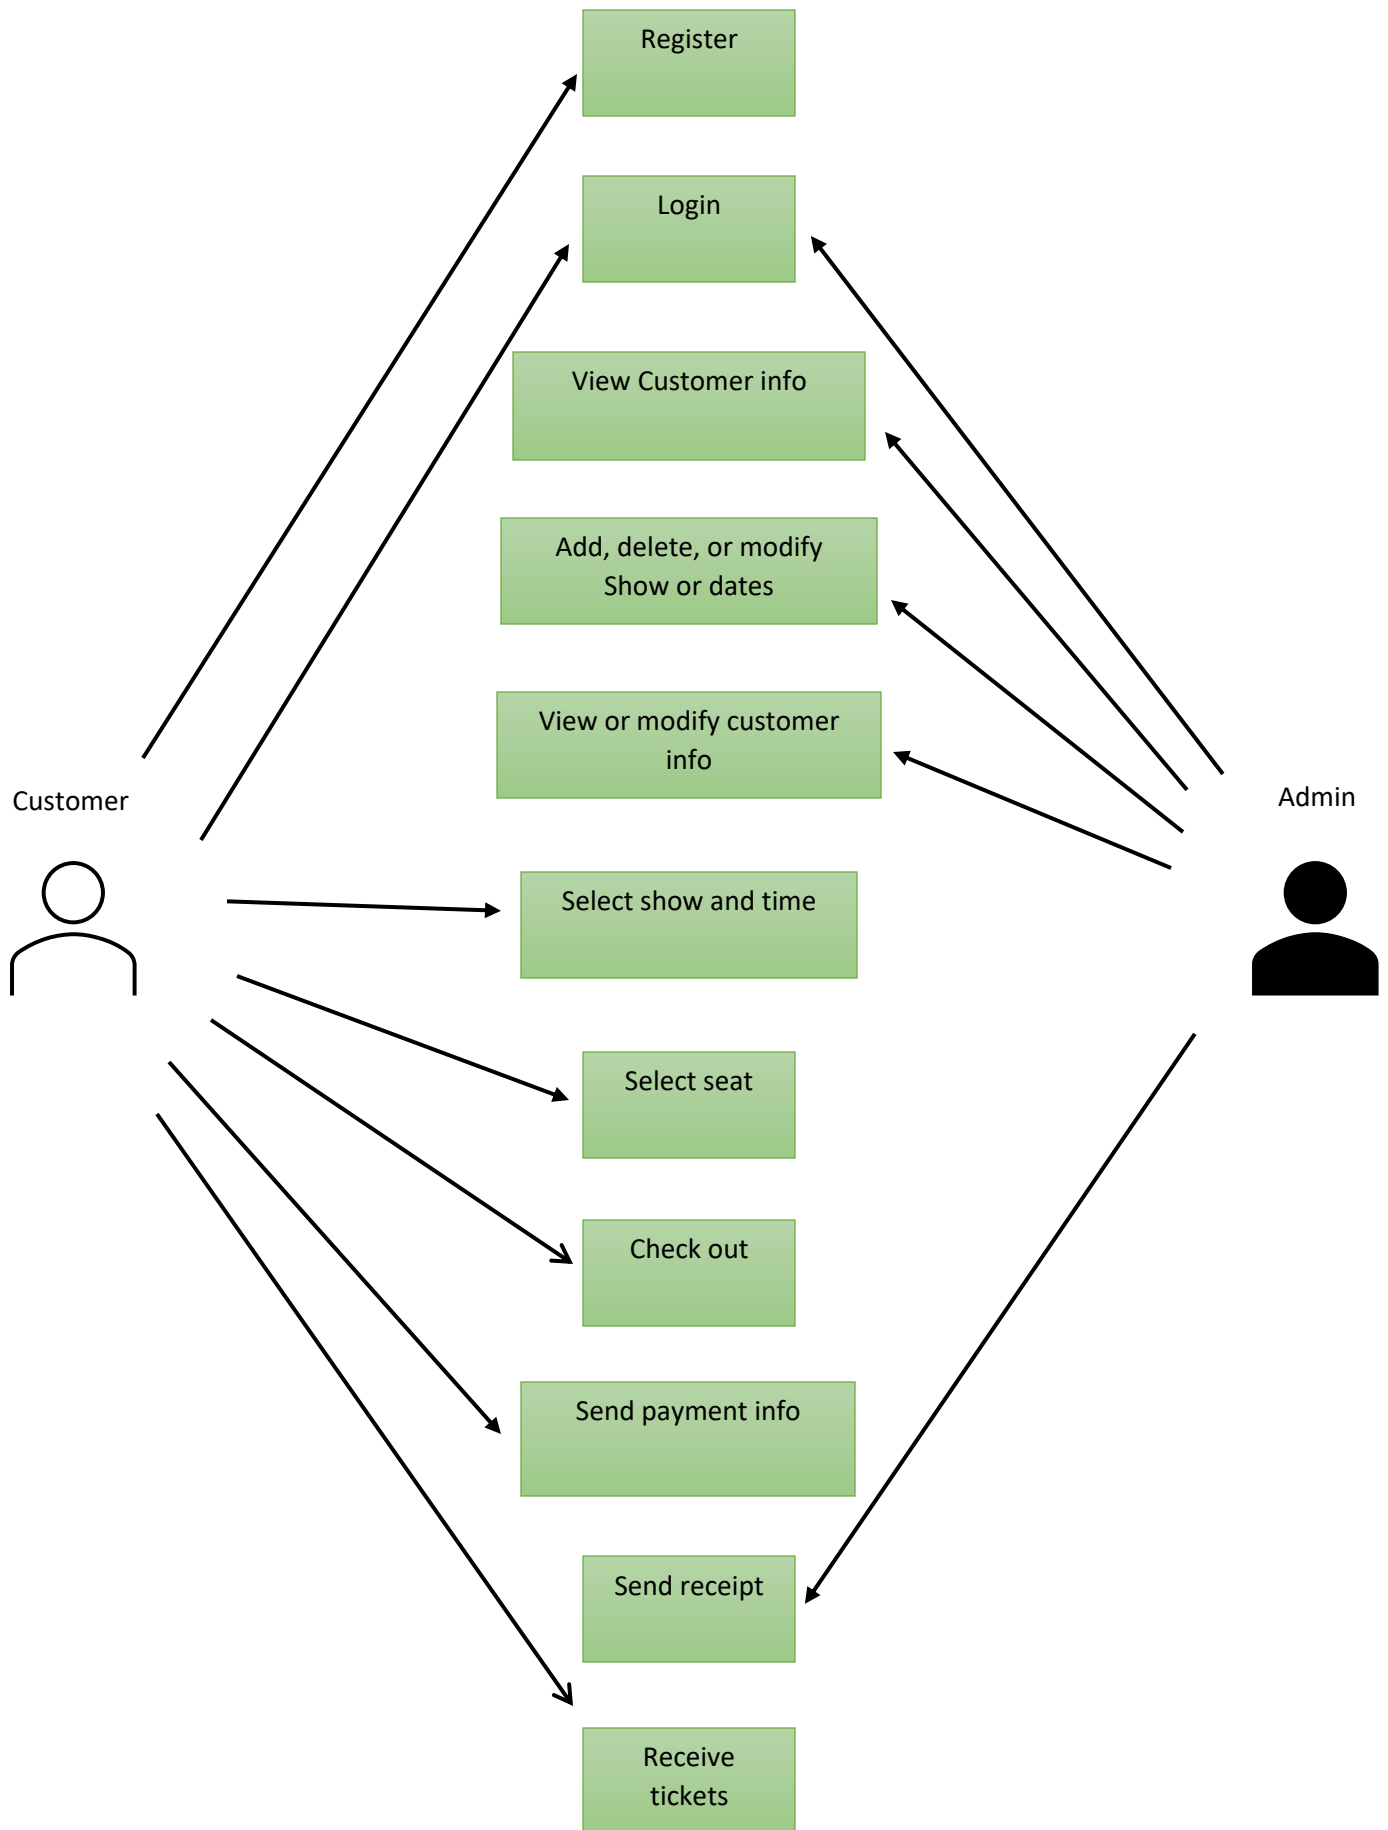 Register
Login
View Customer info
Add, delete, or modify
Show or dates
View or modify customer
info
Customer
Admin
Select show and time
Select seat
Check out
Send payment info
Send receipt
Receive
tickets